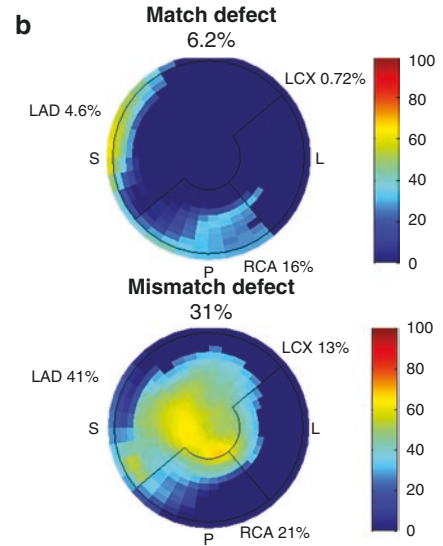 b
Match defect
6.2%
LCX 0.72%
LAD 4.6%
S
L
P
RCA 16%
100
80
60
40
20
0
Mismatch defect
31%
LCX 13%
LAD 41%
S
L
P
RCA 21%
100
80
60
40
20
0